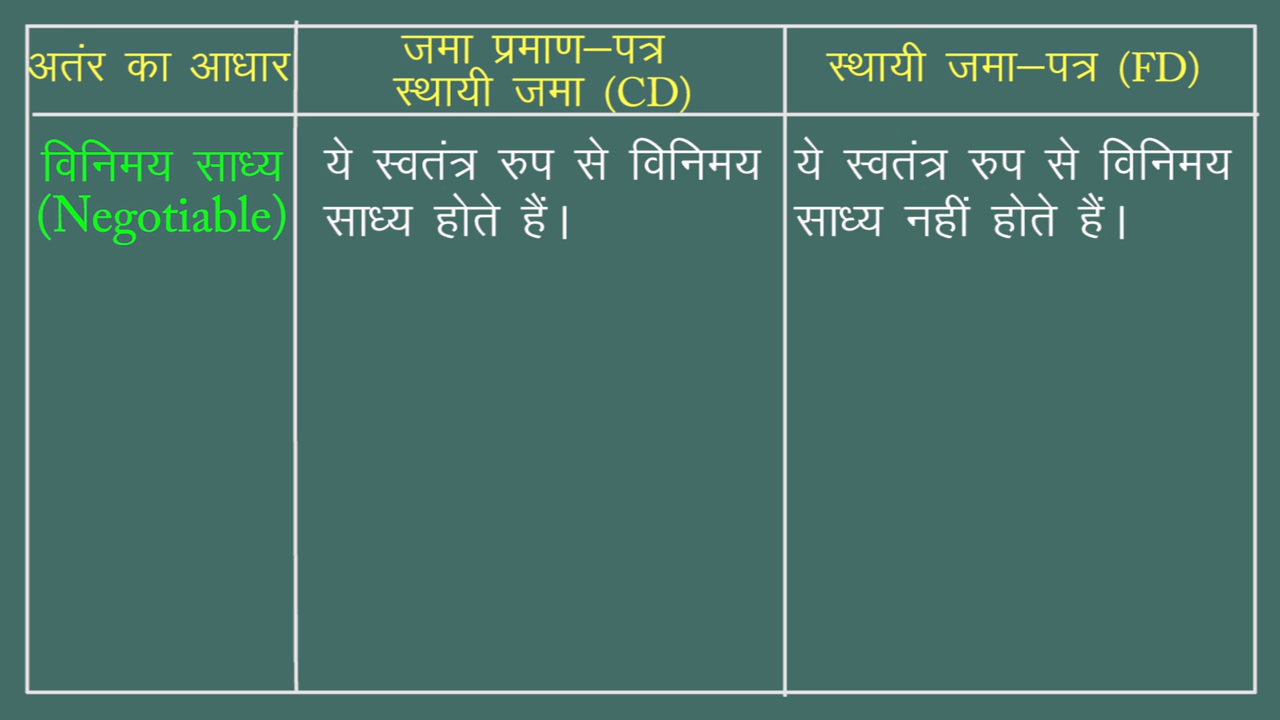 अतंर का आधार
जमा प्रमाण–पत्र
स्थायी जमा (CD)
स्थायी जमा–पत्र (FD)
विनिमय साध्य
(Negotiable)
ये स्वतंत्र रुप से विनिमय
साध्य होते हैं।
ये स्वतंत्र रुप से विनिमय
साध्य नहीं होते हैं।